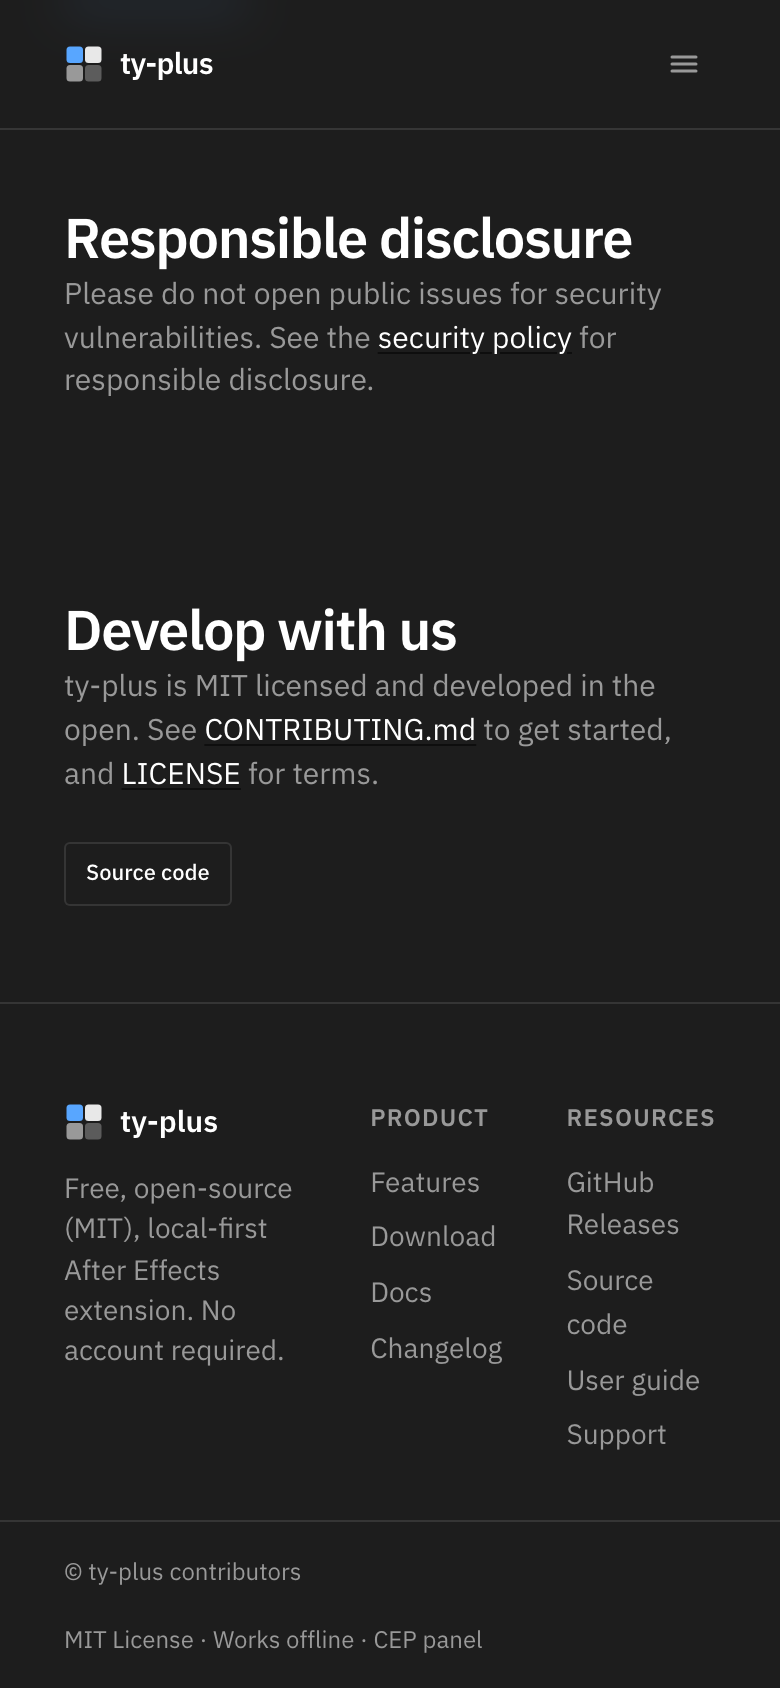 ty-plus
Responsible disclosure
Please do not open public issues for security
vulnerabilities. See the security policy for
responsible disclosure.
Develop with us
ty-plus is MIT licensed and developed in the
open. See CONTRIBUTING.md to get started,
and LICENSE for terms.
Source code
ty-plus
Free, open-source
(MIT), local-first
After Effects
extension. No
account required.
PRODUCT
Features
Download
Docs
Changelog
RESOURCES
GitHub
Releases
Source
code
User guide
Support
© ty-plus contributors
MIT License · Works offline · CEP panel